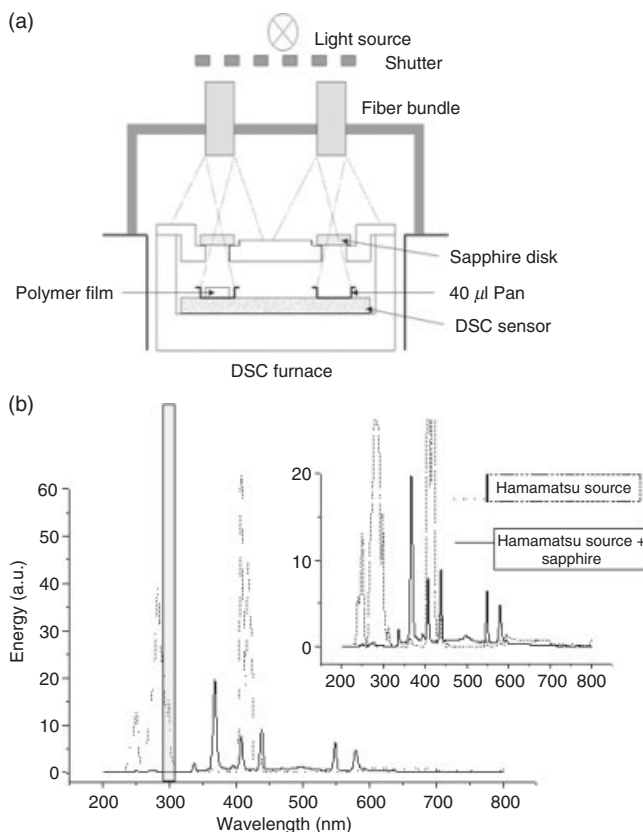 (a)
Light source
Shutter
Fiber bundle
Sapphire disk
Polymer film
40 μl Pan
DSC sensor
DSC furnace
(b)
60
50
40
30
20
10
0
Energy (a.u.)
200 300 400 500 600 700 800
Wavelength (nm)
20
10
0
200 300 400 500 600 700 800
Hamamatsu source
Hamamatsu source +
sapphire